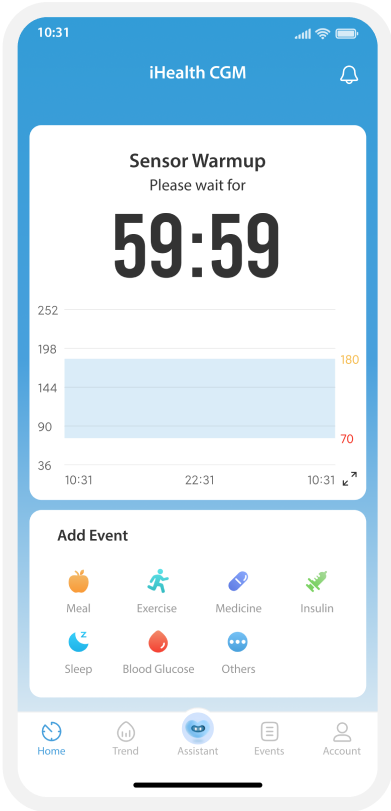 10:31
iHealth CGM
Sensor Warmup
Please wait for
59:59
252
198
180
144
90
70
36
10:31 22:31 10:31
Add Event
Meal Exercise Medicine Insulin
z
Sleep Blood Glucose Others
Home Trend Assistant Events Account